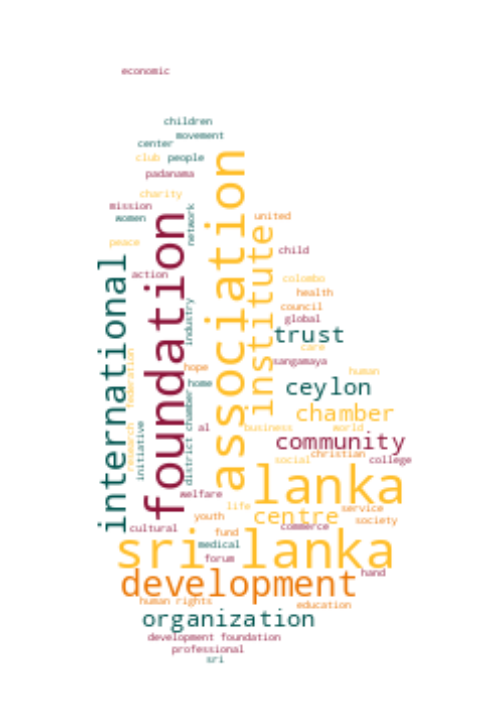 economic
children
movement
center
club
people
padanama
charity
mission
women
network
united
peace
association
foundation
institute
child
international
action
colombo
health
council
global
industry
trust
care
sangamaya
federation
hope
human
home
ceylon
district chamber
chamber
research
initiative
al
business
world
community
christian
social
college
lanka
welfare
life
centre
service
youth
society
commerce
cultural
fund
sri lanka
medical
forum
hand
development
human rights
education
organization
development foundation
professional
sri